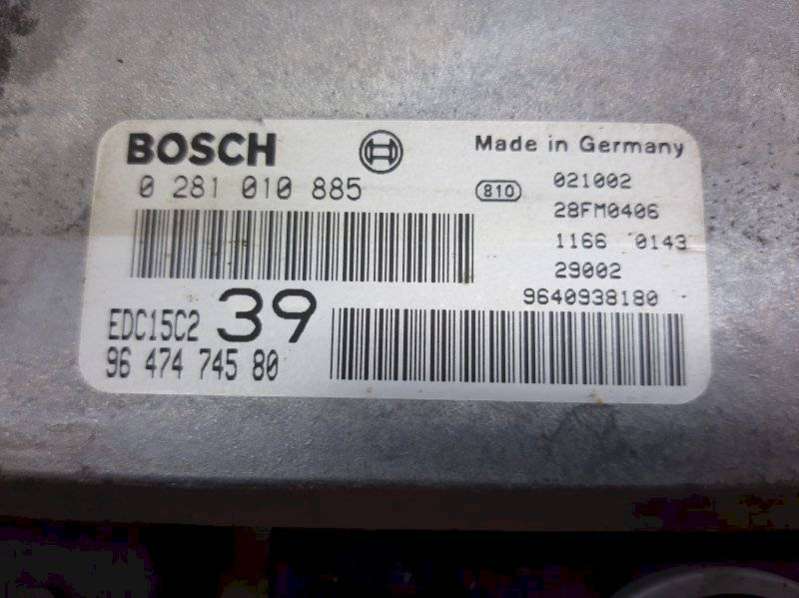 BOSCH
Made in Germany
0 281 010 885
810
021002
28FM0406
1166 0143
29002
9640938180
EDC15C2
39
96 474 745 80